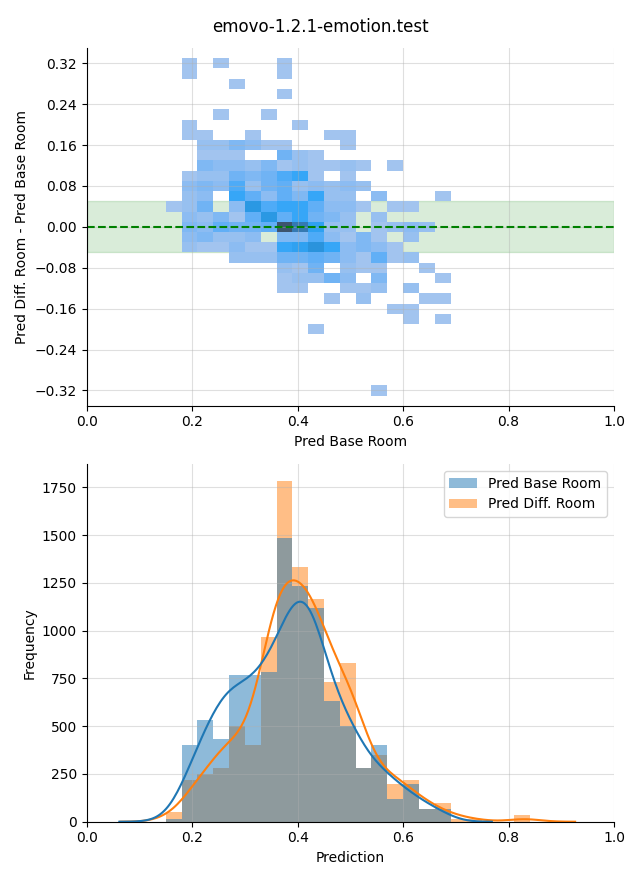 emovo-1.2.1-emotion.test
Pred Diff. Room - Pred Base Room
0.32
0.24
0.16
0.08
0.00
−0.08
−0.16
−0.24
−0.32
0.0 0.2 0.4 0.6 0.8 1.0
Pred Base Room
Frequency
1750
1500
1250
1000
750
500
250
0
Pred Base Room
Pred Diff. Room
0.0 0.2 0.4 0.6 0.8 1.0
Prediction